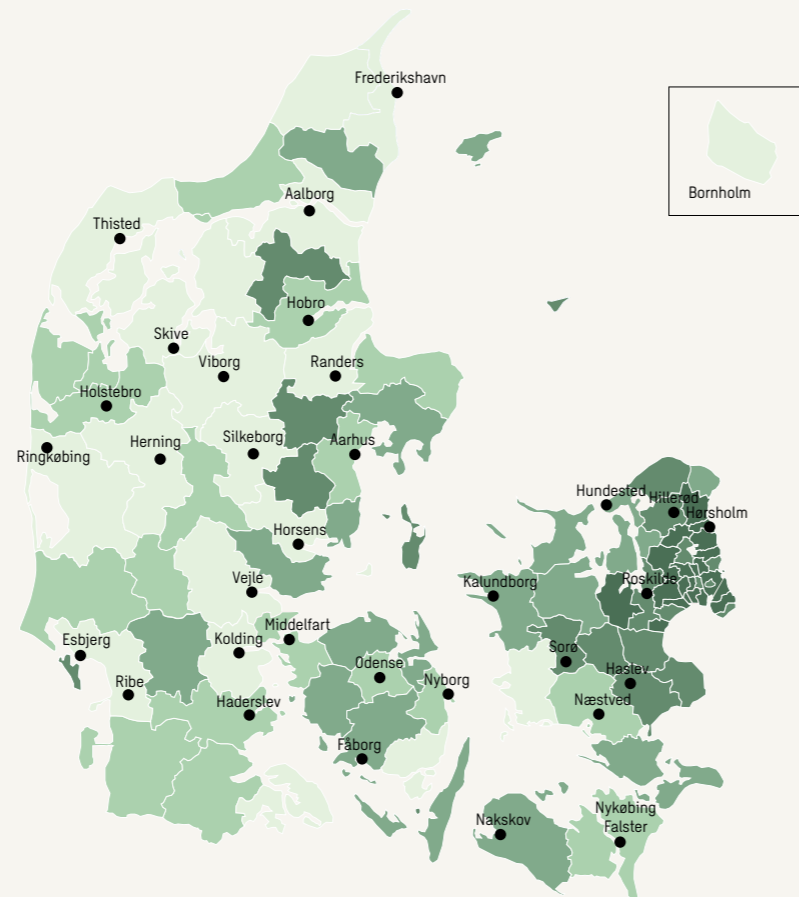 Frederikshavn
Bornholm
Aalborg
Thisted
Hobro
Skive
Viborg
Randers
Holstebro
Silkeborg
Aarhus
Herning
Ringkøbing
Hundested
Hillerød
Hørsholm
Horsens
Vejle
Roskilde
Kalundborg
Middelfart
Esbjerg
Kolding
Sorø
Odense
Haslev
Ribe
Nyborg
Haderslev
Næstved
Fåborg
Nykøbing
Falster
Nakskov